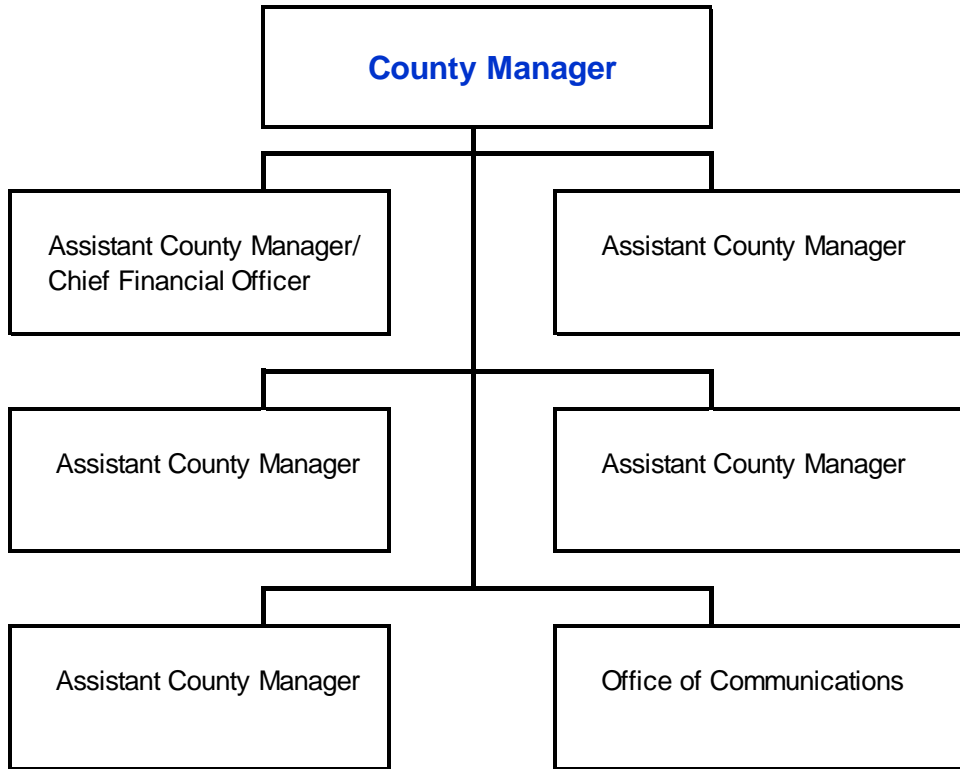 County Manager
Assistant County Manager/
Chief Financial Officer
Assistant County Manager
Assistant County Manager
Assistant County Manager
Assistant County Manager
Office of Communications